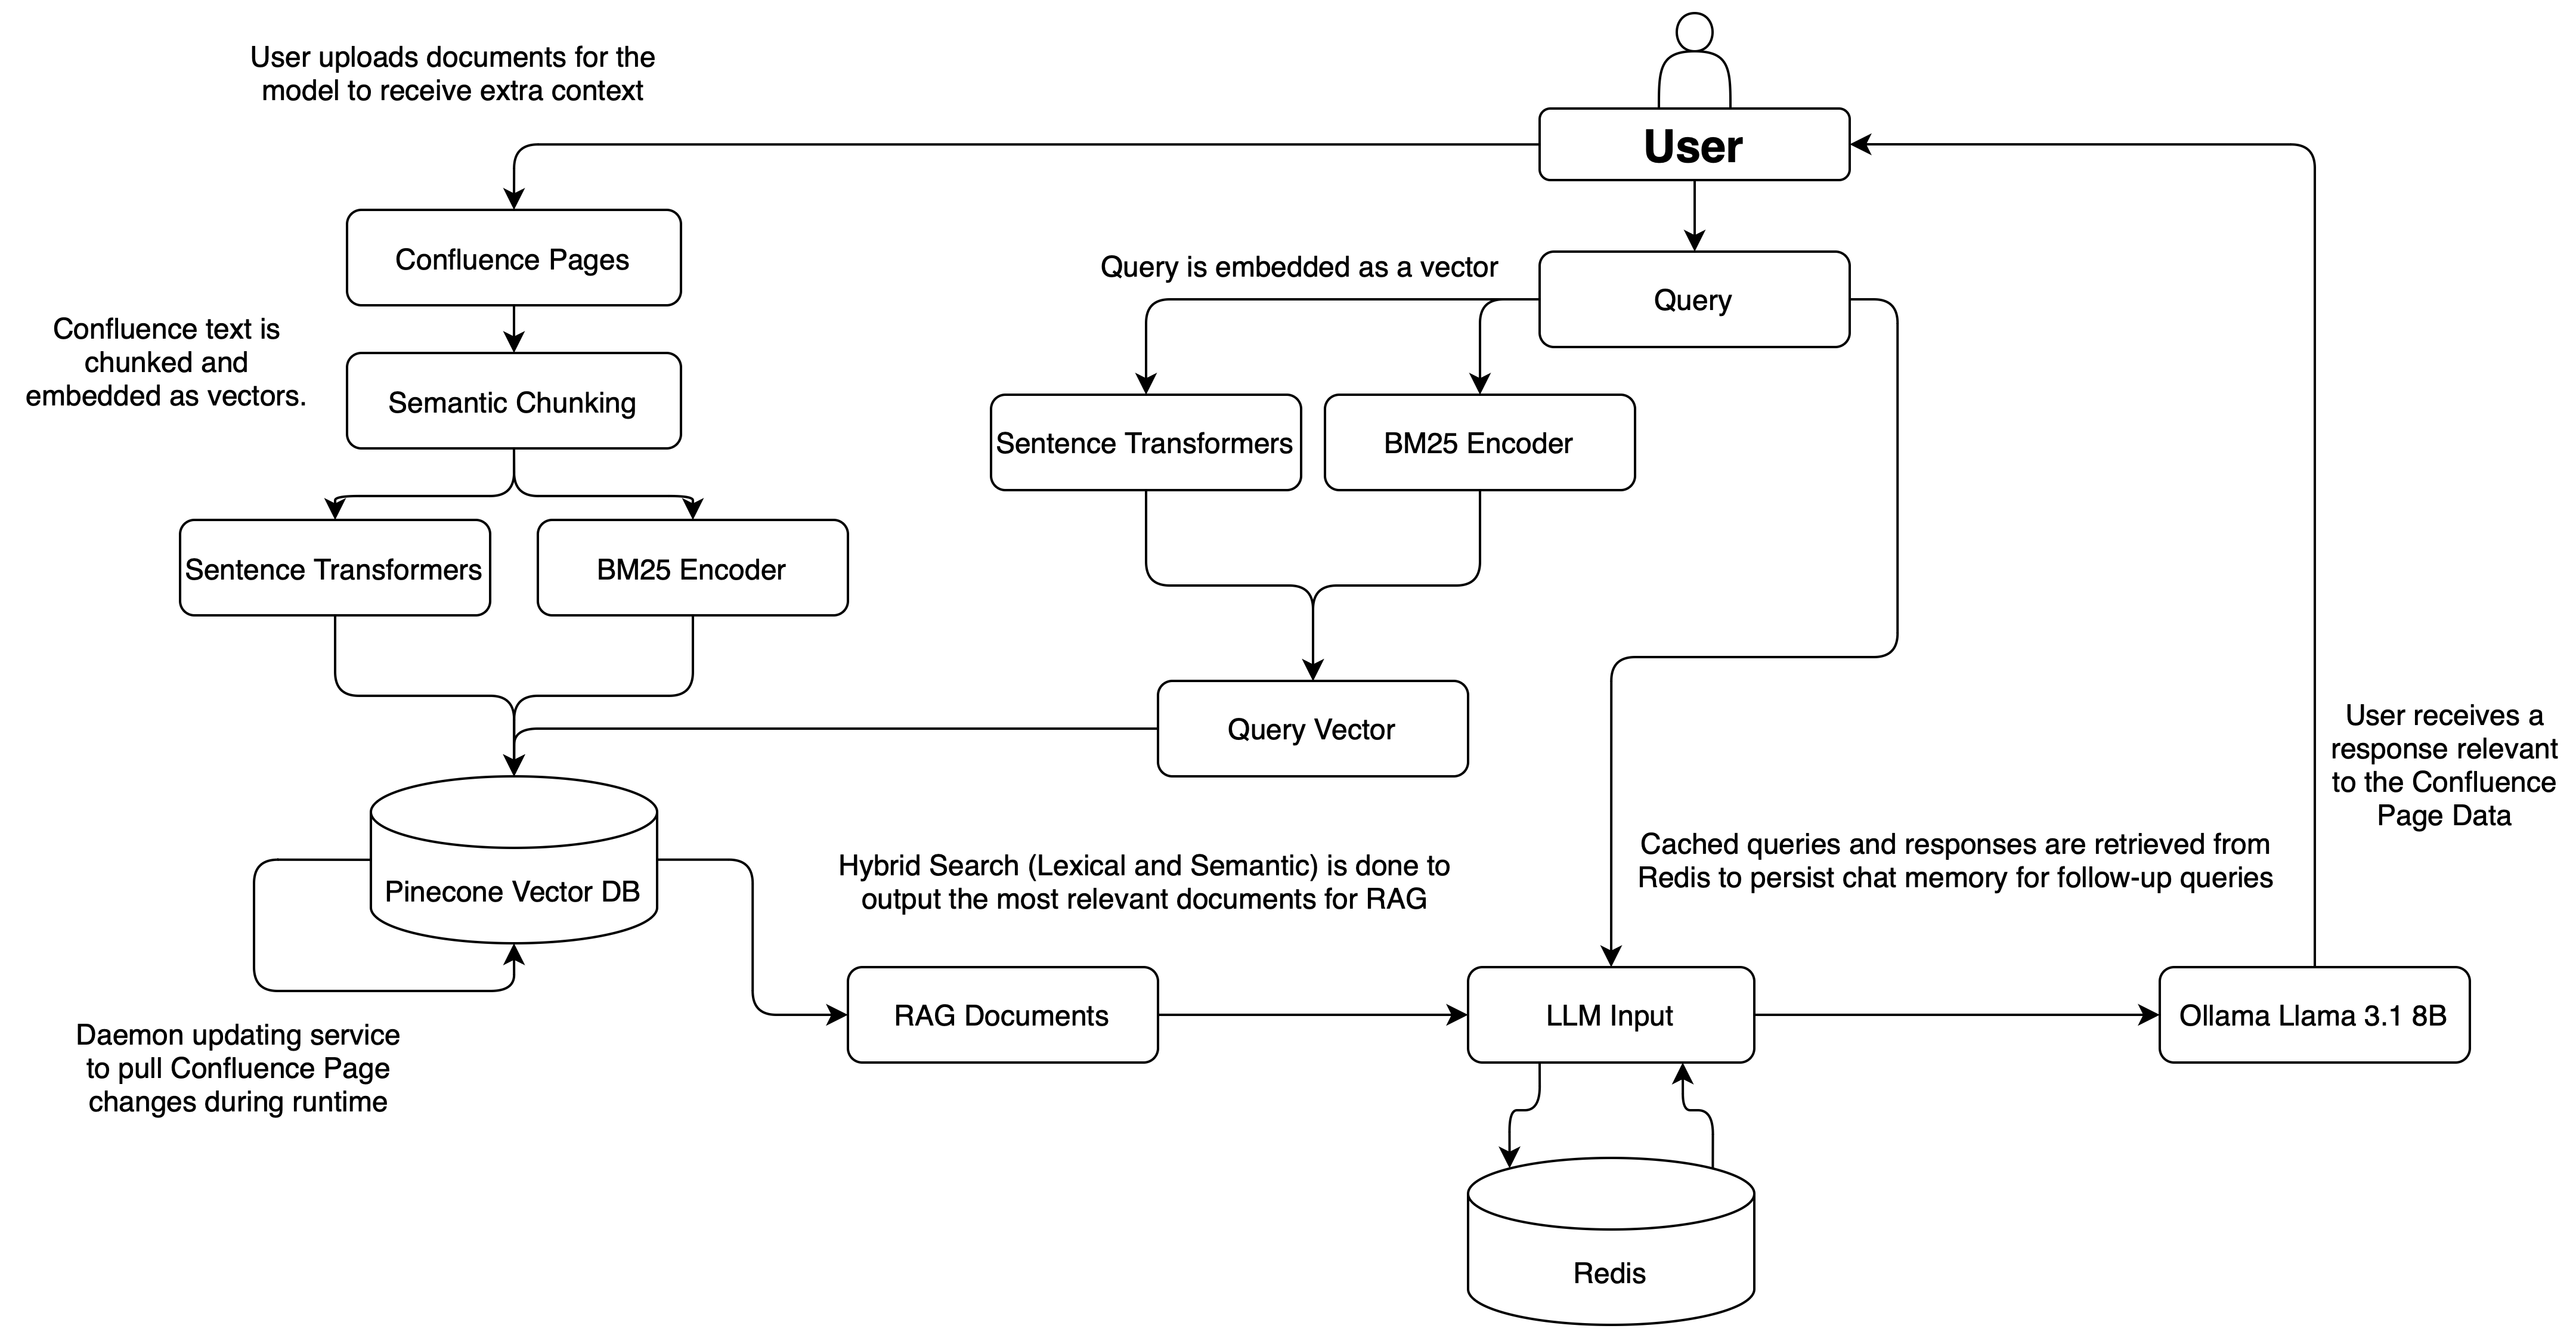 User uploads documents for the
model to receive extra context
User
Confluence Pages
Query is embedded as a vector
Query
Confluence text is
chunked and
embedded as vectors.
Semantic Chunking
Sentence Transformers
BM25 Encoder
Sentence Transformers
BM25 Encoder
Query Vector
User receives a
response relevant
to the Confluence
Page Data
Pinecone Vector DB
Hybrid Search (Lexical and Semantic) is done to
output the most relevant documents for RAG
Cached queries and responses are retrieved from
Redis to persist chat memory for follow-up queries
RAG Documents
LLM Input
Ollama Llama 3.1 8B
Daemon updating service
to pull Confluence Page
changes during runtime
Redis